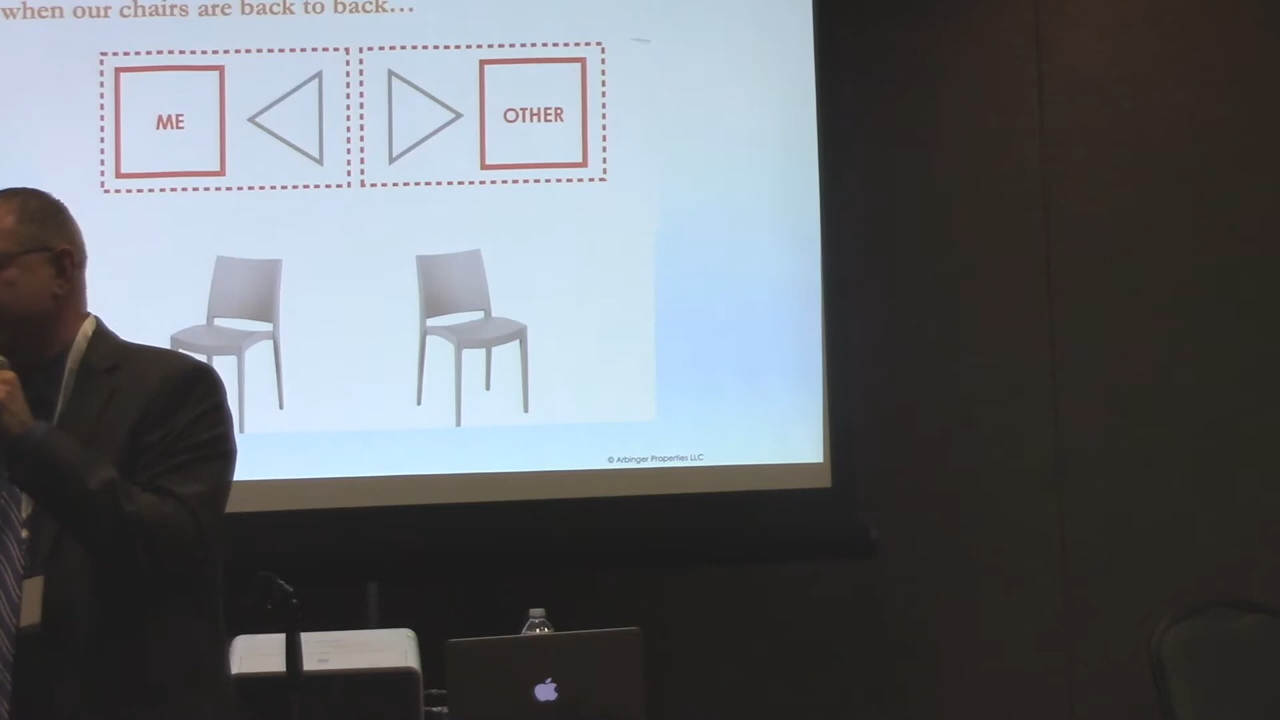 when our chairs are back to back…
ME
OTHER
© Arbinger Properties LLC